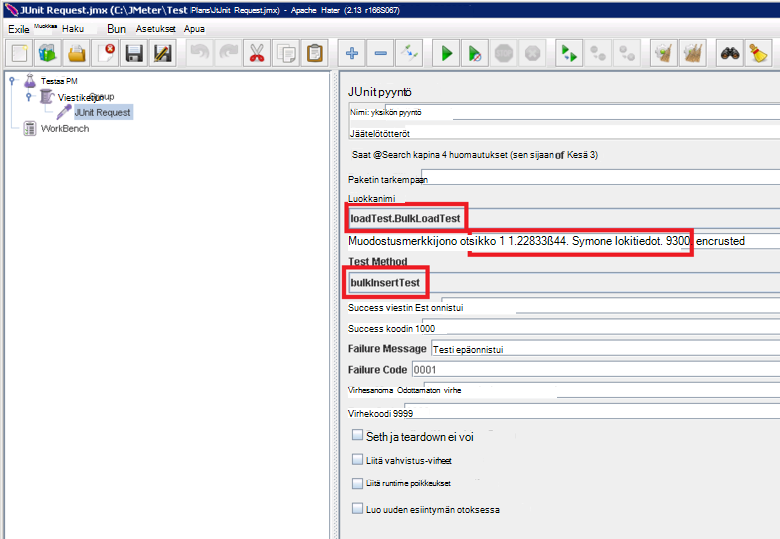 JUnit Request.jmx (C:\JMeter\Test Plans\JtUnit Request.jmx) - Apache Hater (2.13 r166S067)
Exile Muokkaa Haku Bun Asetukset Apua
Testaa PM
Viestiketjun Group
JUnit Request
WorkBench
JUnit pyyntö
Nimi: yksikön pyyntö
Jäätelötötteröt
Saat @Search kapina 4 huomautukset (sen sijaan of Kesä 3)
Paketin tarkempaan
Luokkanimi
loadTest.BulkLoadTest
Muodostusmerkkijono otsikko 1 1.22833ß44. Symone lokitiedot. 9300, encrusted
Test Method
bulkInsertTest
Success viestin Est onnistui
Success koodin 1000
Failure Message Testi epäonnistui
Failure Code 0001
Virhesanoma Odottamaton virhe
Virhekoodi 9999
Seth ja teardown ei voi
Liitä vahvistus-virheet
Liitä runtime poikkeukset
Luo uuden esiintymän otoksessa